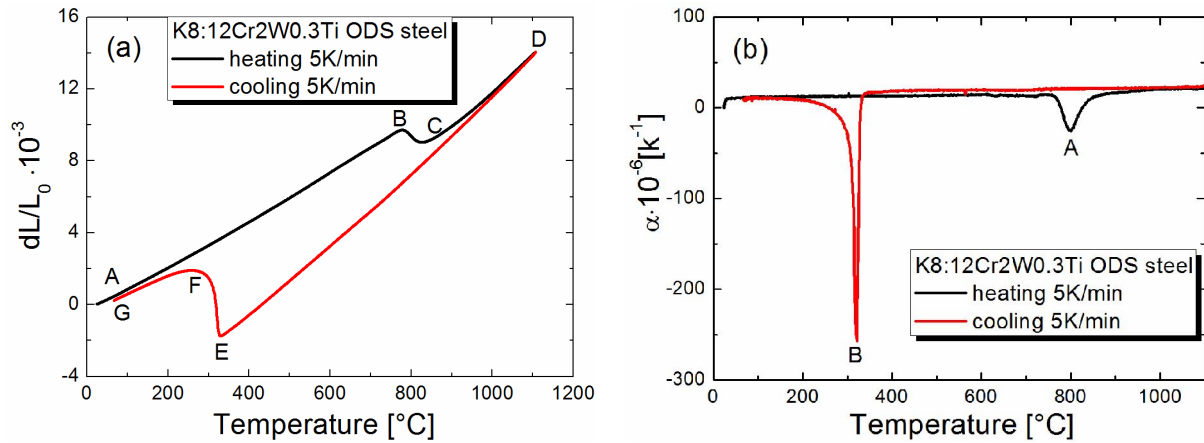 (a)
K8:12Cr2W0.3Ti ODS steel
heating 5K/min
cooling 5K/min
16
12
8
4
0
-4
dL/L₀ ·10⁻³
A
B
C
D
E
F
G
0 200 400 600 800 1000 1200
Temperature [°C]
(b)
100
0
-100
-200
-300
α·10⁻⁶[k⁻¹]
A
B
K8:12Cr2W0.3Ti ODS steel
heating 5K/min
cooling 5K/min
0 200 400 600 800 1000
Temperature [°C]